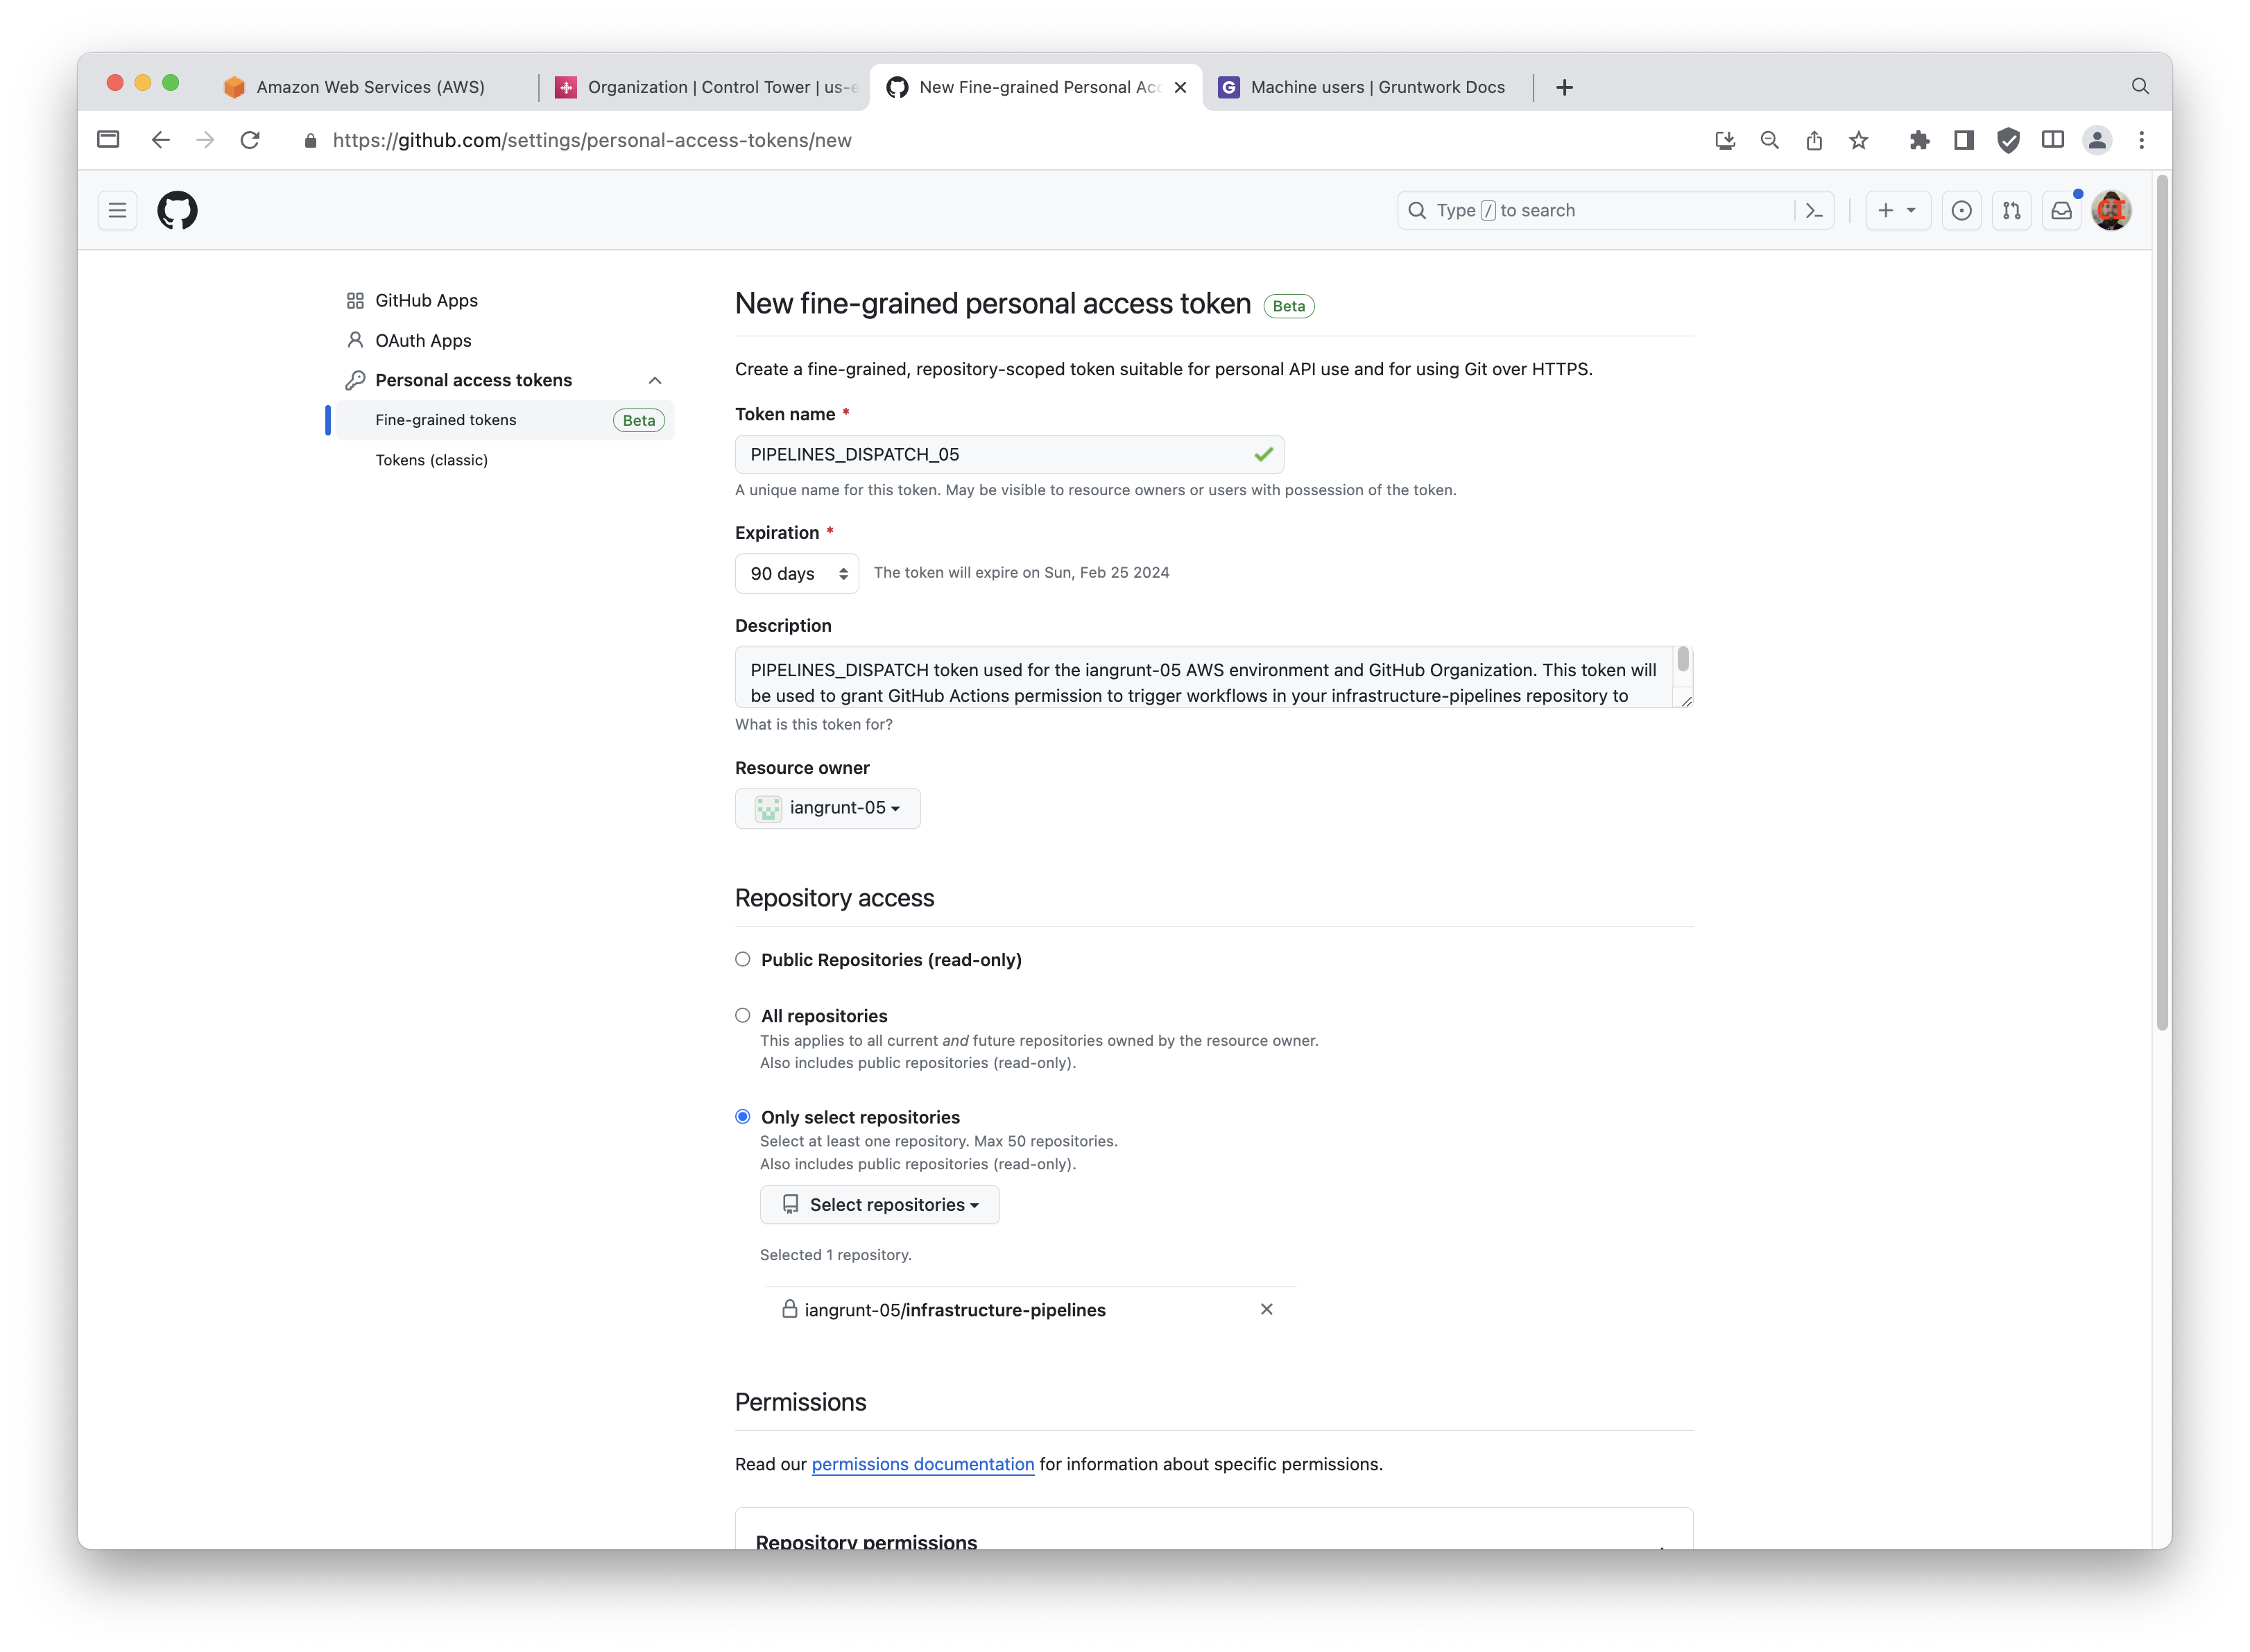 Amazon Web Services (AWS)
Organization | Control Tower | us-e
New Fine-grained Personal Acc
Machine users | Gruntwork Docs
https://github.com/settings/personal-access-tokens/new
Type / to search
GitHub Apps
OAuth Apps
Personal access tokens
Fine-grained tokens Beta
Tokens (classic)
New fine-grained personal access token Beta
Create a fine-grained, repository-scoped token suitable for personal API use and for using Git over HTTPS.
Token name *
PIPELINES_DISPATCH_05
A unique name for this token. May be visible to resource owners or users with possession of the token.
Expiration *
90 days The token will expire on Sun, Feb 25 2024
Description
PIPELINES_DISPATCH token used for the iangrunt-05 AWS environment and GitHub Organization. This token will
be used to grant GitHub Actions permission to trigger workflows in your infrastructure-pipelines repository to
What is this token for?
Resource owner
iangrunt-05
Repository access
Public Repositories (read-only)
All repositories
This applies to all current and future repositories owned by the resource owner.
Also includes public repositories (read-only).
Only select repositories
Select at least one repository. Max 50 repositories.
Also includes public repositories (read-only).
Select repositories
Selected 1 repository.
iangrunt-05/infrastructure-pipelines
Permissions
Read our permissions documentation for information about specific permissions.
Repository permissions